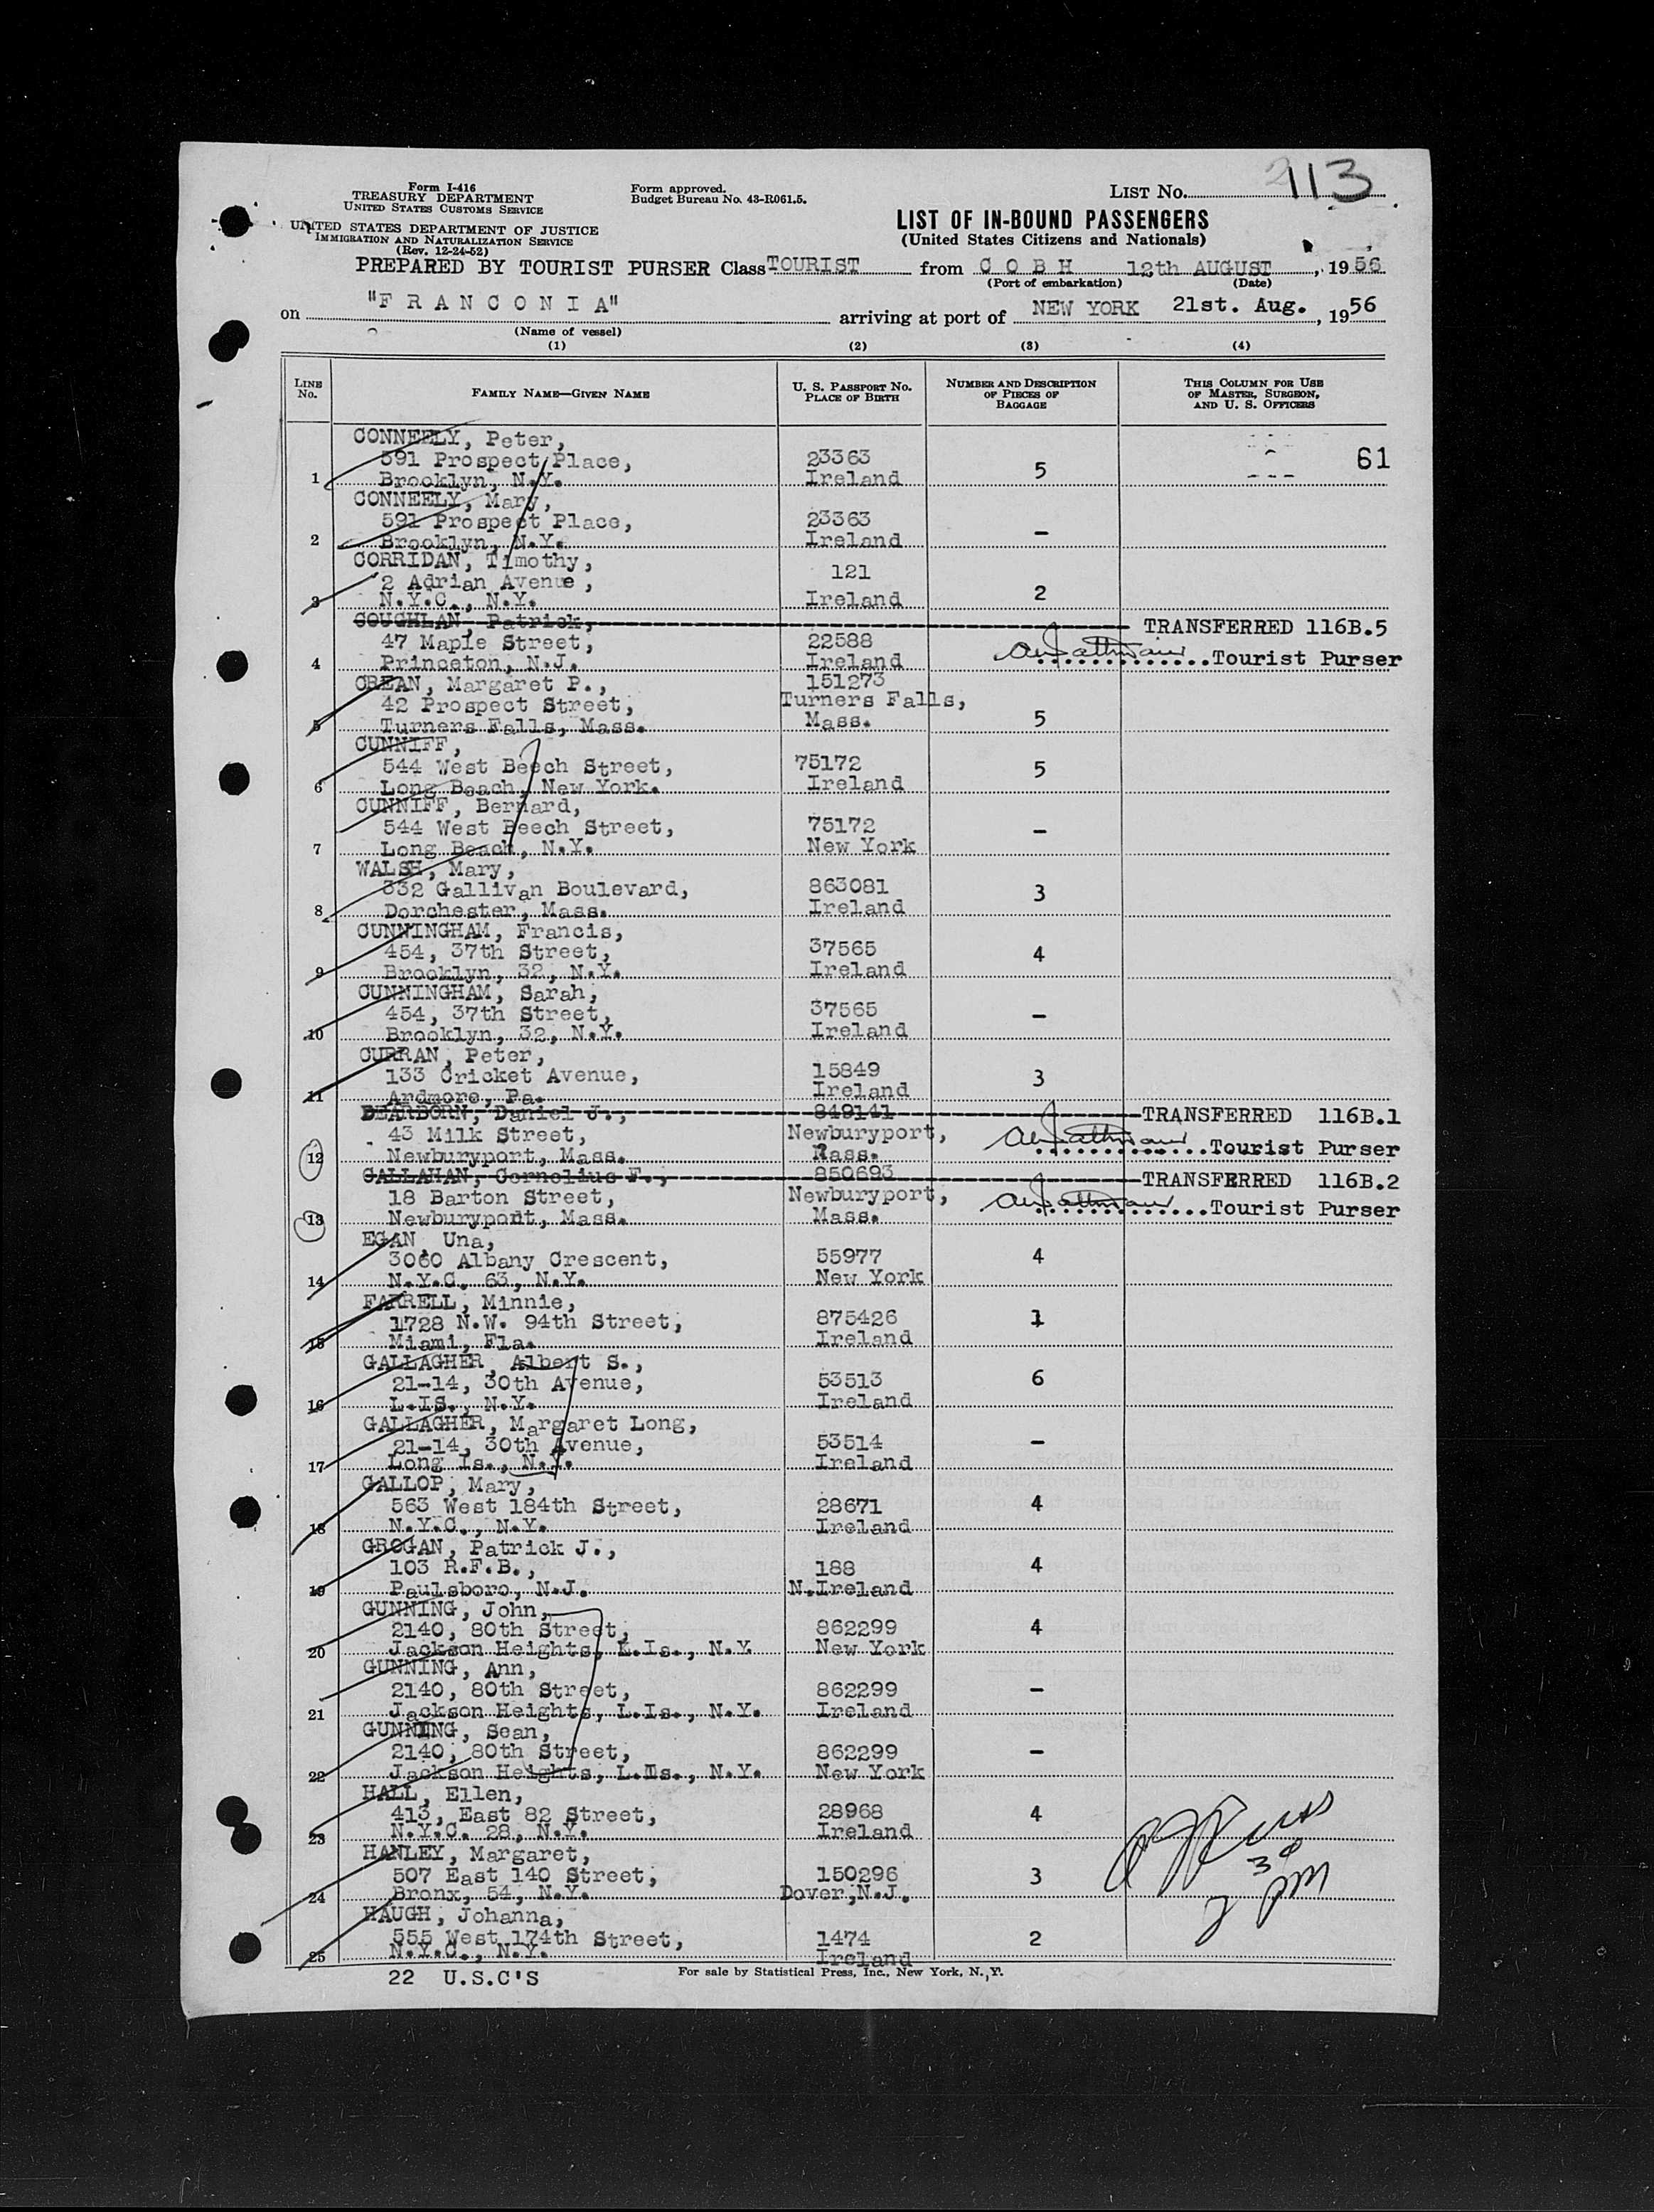 Form I-416
TREASURY DEPARTMENT
UNITED STATES CUSTOMS SERVICE
UNITED STATES DEPARTMENT OF JUSTICE
IMMIGRATION AND NATURALIZATION SERVICE
(Rev. 12-24-52)
Form approved.
Budget Bureau No. 43-R061.5.
LIST No. 113
LIST OF IN-BOUND PASSENGERS
(United States Citizens and Nationals)
PREPARED BY TOURIST PURSER Class TOURIST from C O B H 12th AUGUST, 1956
(Port of embarkation) (Date)
on "F R A N C O N I A" arriving at port of NEW YORK 21st. Aug., 1956
(Name of vessel)
(1) (2) (3) (4)
LINE No. FAMILY NAME—GIVEN NAME U. S. PASSPORT No. PLACE OF BIRTH NUMBER AND DESCRIPTION OF PIECES OF BAGGAGE THIS COLUMN FOR USE OF MASTER, SURGEON, AND U. S. OFFICERS
CONNEELY, Peter,
591 Prospect Place, 23363 5 61
1 Brooklyn, N.Y. Ireland
CONNEELY, Mary,
591 Prospect Place, 23363 –
2 Brooklyn, N.Y. Ireland
CORRIDAN, Timothy,
2 Adrian Avenue, 121 2
3 N.Y.C., N.Y. Ireland
COUGHLAN, Patrick, TRANSFERRED 116B.5
47 Maple Street, 22588
4 Princeton, N.J. Ireland Tourist Purser
CREAN, Margaret P., 151273
42 Prospect Street, Turners Falls,
5 Turners Falls, Mass. Mass. 5
CUNNIFF,
544 West Beech Street, 75172 5
6 Long Beach, New York. Ireland
CUNNIFF, Bernard,
544 West Beech Street, 75172 –
7 Long Beach, N.Y. New York
WALSH, Mary,
332 Gallivan Boulevard, 863081 3
8 Dorchester, Mass. Ireland
CUNNINGHAM, Francis,
454, 37th Street, 37565 4
9 Brooklyn, 32, N.Y. Ireland
CUNNINGHAM, Sarah,
454, 37th Street, 37565 –
10 Brooklyn, 32, N.Y. Ireland
CURRAN, Peter,
133 Cricket Avenue, 15849 3
11 Ardmore, Pa. Ireland
DEARBORN, Daniel J., 849141 TRANSFERRED 116B.1
43 Milk Street, Newburyport,
12 Newburyport, Mass. Mass. Tourist Purser
GALLAHAN, Cornelius F., 850693 TRANSFRRRED 116B.2
18 Barton Street, Newburyport,
13 Newburyport, Mass. Mass. Tourist Purser
EGAN, Una,
3060 Albany Crescent, 55977 4
14 N.Y.C. 63, N.Y. New York
FARRELL, Minnie,
1728 N.W. 94th Street, 875426 1
15 Miami, Fla. Ireland
GALLAGHER, Albert S.,
21-14, 30th Avenue, 53513 6
16 L.IS., N.Y. Ireland
GALLAGHER, Margaret Long,
21-14, 30th Avenue, 53514 –
17 Long Is., N.Y. Ireland
GALLOP, Mary,
563 West 184th Street, 28671 4
18 N.Y.C., N.Y. Ireland
GROGAN, Patrick J.,
103 R.F.B., 188 4
19 Paulsboro, N.J. N.Ireland
GUNNING, John,
2140, 80th Street, 862299 4
20 Jackson Heights, L.Is., N.Y. New York
GUNNING, Ann,
2140, 80th Street, 862299 –
21 Jackson Heights, L.Is., N.Y. Ireland
GUNNING, Sean,
2140, 80th Street, 862299 –
22 Jackson Heights, L.Is., N.Y. New York
HALL, Ellen,
413, East 82 Street, 28968 4
23 N.Y.C. 28, N.Y. Ireland
HANLEY, Margaret,
507 East 140 Street, 150296 3
24 Bronx, 54, N.Y. Dover, N.J.
HAUGH, Johanna,
555 West 174th Street, 1474 2
25 N.Y.C., N.Y. Ireland
2 30 PM
22 U.S.C'S For sale by Statistical Press, Inc., New York, N. Y.